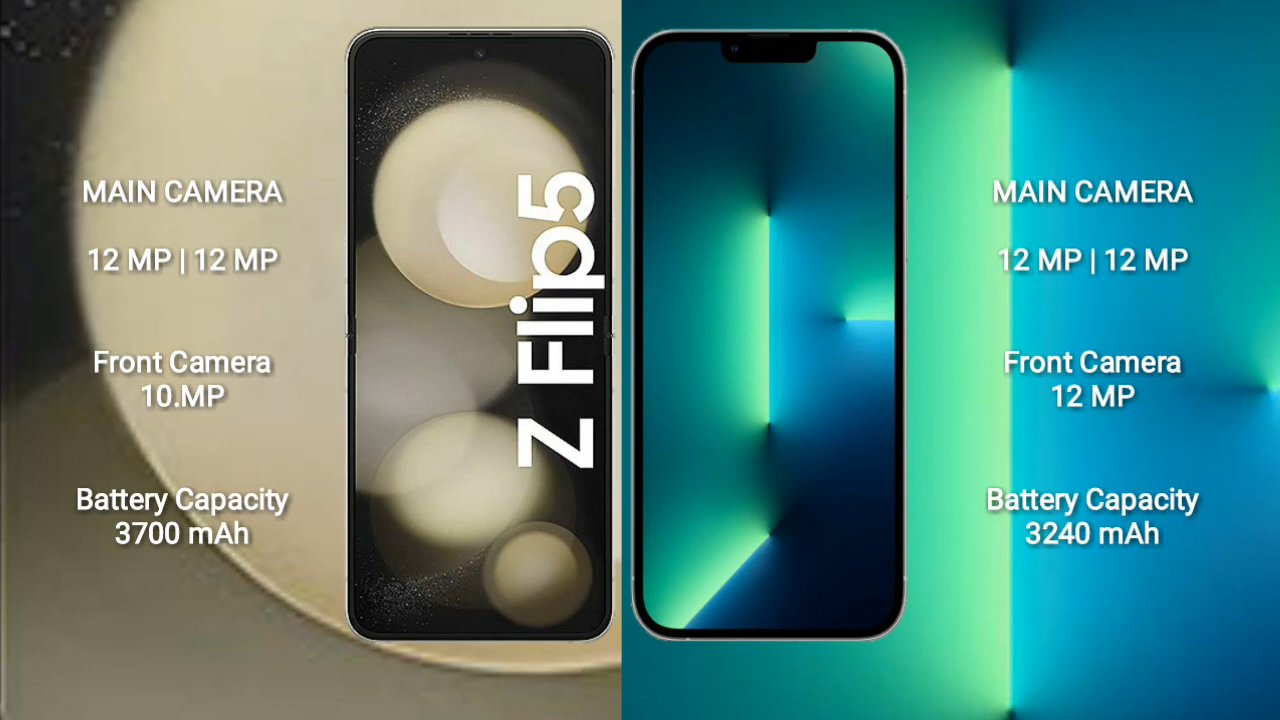 MAIN CAMERA
12 MP | 12 MP
Front Camera
10.MP
Battery Capacity
3700 mAh
Z Flip5
MAIN CAMERA
12 MP | 12 MP
Front Camera
12 MP
Battery Capacity
3240 mAh